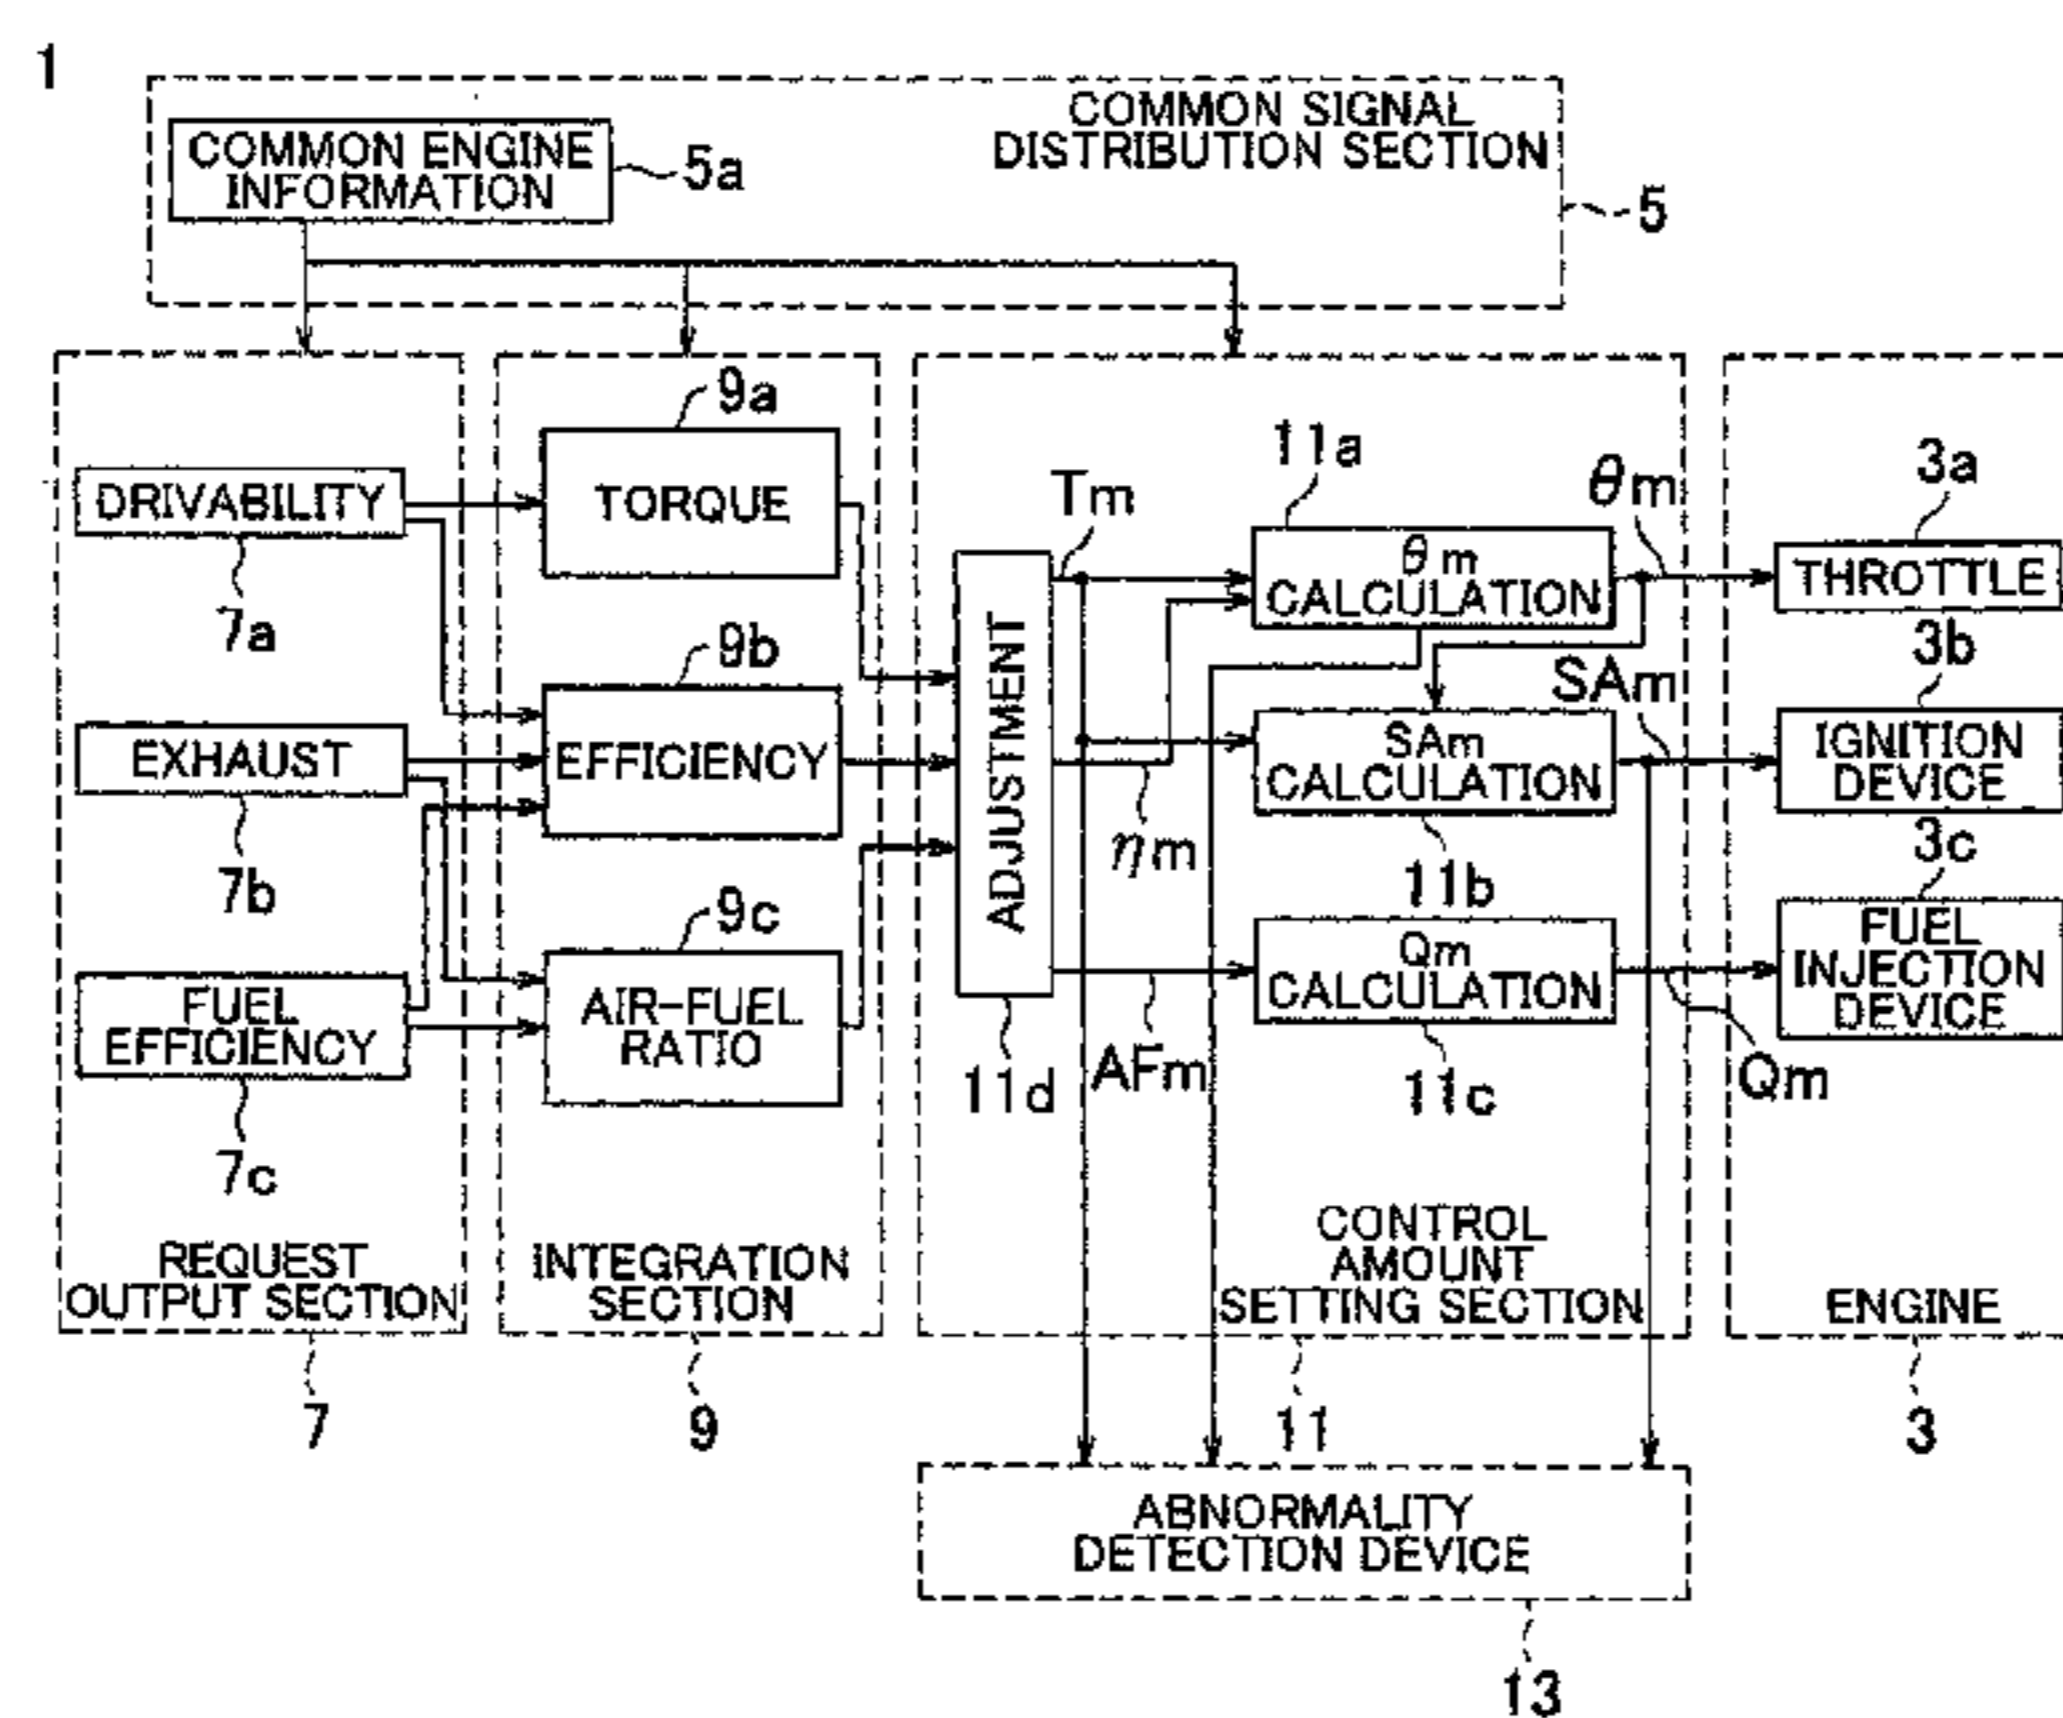 1
COMMON SIGNAL
DISTRIBUTION SECTION
COMMON ENGINE
INFORMATION
5a
5
9a
11a
Tm
θm
3a
DRIVABILITY
TORQUE
θm
CALCULATION
THROTTLE
7a
9b
ADJUSTMENT
SAm
3b
EXHAUST
EFFICIENCY
SAm
CALCULATION
IGNITION
DEVICE
7b
ηm
11b
3c
9c
FUEL
EFFICIENCY
AIR-FUEL
RATIO
Qm
CALCULATION
FUEL
INJECTION
DEVICE
7c
11d
AFm
11c
Qm
REQUEST
OUTPUT SECTION
INTEGRATION
SECTION
CONTROL
AMOUNT
SETTING SECTION
ENGINE
7
9
11
3
ABNORMALITY
DETECTION DEVICE
13